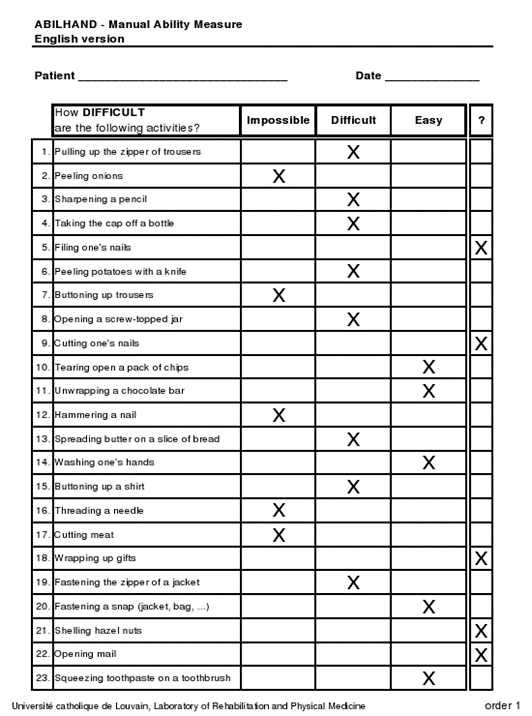 ABILHAND - Manual Ability Measure
English version
Patient ______________________________ Date ______________
How DIFFICULT
are the following activities? Impossible Difficult Easy ?
1. Pulling up the zipper of trousers X
2. Peeling onions X
3. Sharpening a pencil X
4. Taking the cap off a bottle X
5. Filing one's nails X
6. Peeling potatoes with a knife X
7. Buttoning up trousers X
8. Opening a screw-topped jar X
9. Cutting one's nails X
10. Tearing open a pack of chips X
11. Unwrapping a chocolate bar X
12. Hammering a nail X
13. Spreading butter on a slice of bread X
14. Washing one's hands X
15. Buttoning up a shirt X
16. Threading a needle X
17. Cutting meat X
18. Wrapping up gifts X
19. Fastening the zipper of a jacket X
20. Fastening a snap (jacket, bag, ...) X
21. Shelling hazel nuts X
22. Opening mail X
23. Squeezing toothpaste on a toothbrush X
Université catholique de Louvain, Laboratory of Rehabilitation and Physical Medicine order 1